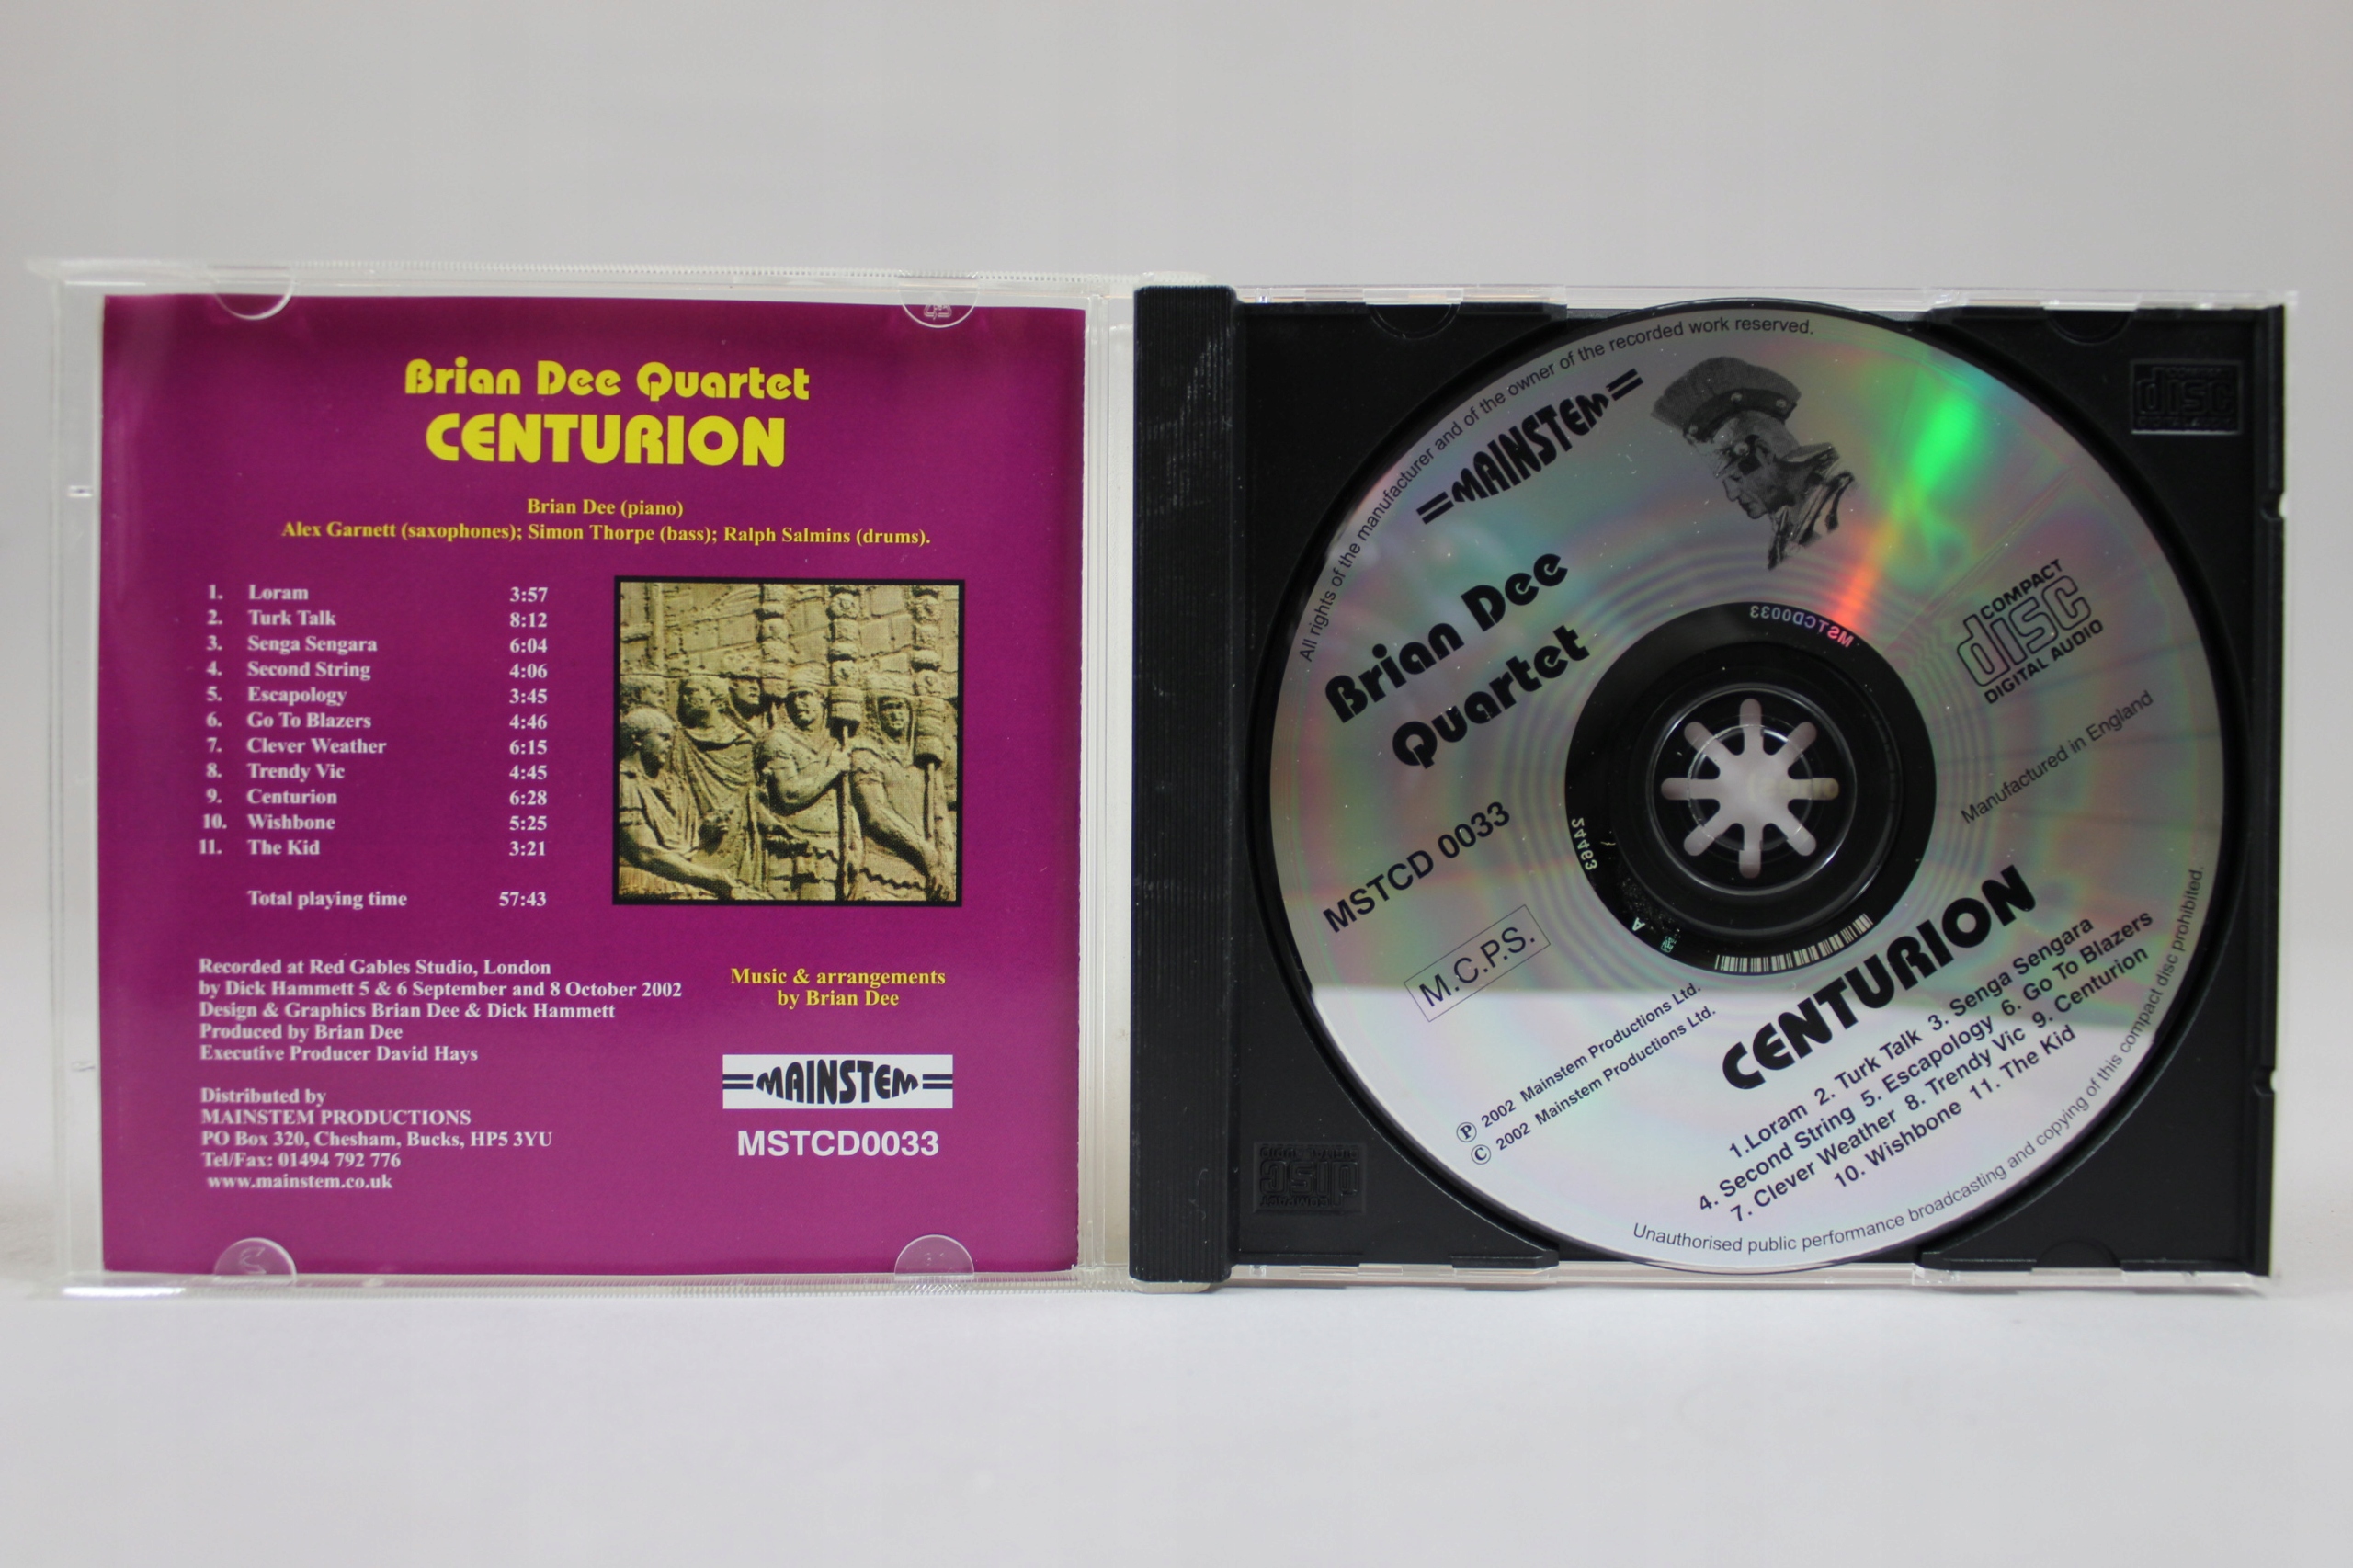 Brian Dee Quartet
CENTURION
Brian Dee (piano)
Alex Garnett (saxophones); Simon Thorpe (bass); Ralph Salmins (drums).
1. Loram 3:57
2. Turk Talk 8:12
3. Senga Sengara 6:04
4. Second String 4:06
5. Escapology 3:45
6. Go To Blazers 4:46
7. Clever Weather 6:15
8. Trendy Vic 4:45
9. Centurion 6:28
10. Wishbone 5:25
11. The Kid 3:21
Total playing time 57:43
Recorded at Red Gables Studio, London
by Dick Hammett 5 & 6 September and 8 October 2002
Design & Graphics Brian Dee & Dick Hammett
Produced by Brian Dee
Executive Producer David Hays
Distributed by
MAINSTEM PRODUCTIONS
PO Box 320, Chesham, Bucks, HP5 3YU
Tel/Fax: 01494 792 776
www.mainstem.co.uk
Music & arrangements
by Brian Dee
MAINSTEM
MSTCD0033
All rights of the manufacturer and of the owner of the recorded work reserved.
MAINSTEM
Brian Dee
Quartet
MSTCD 0033
M.C.P.S.
COMPACT
disc
DIGITAL AUDIO
Manufactured in England
MSTCD0033
℗ 2002 Mainstem Productions Ltd.
© 2002 Mainstem Productions Ltd.
CENTURION
1.Loram 2. Turk Talk 3. Senga Sengara
4. Second String 5. Escapology 6. Go To Blazers
7. Clever Weather 8. Trendy Vic 9. Centurion
10. Wishbone 11. The Kid
Unauthorised public performance broadcasting and copying of this compact disc prohibited.
disc